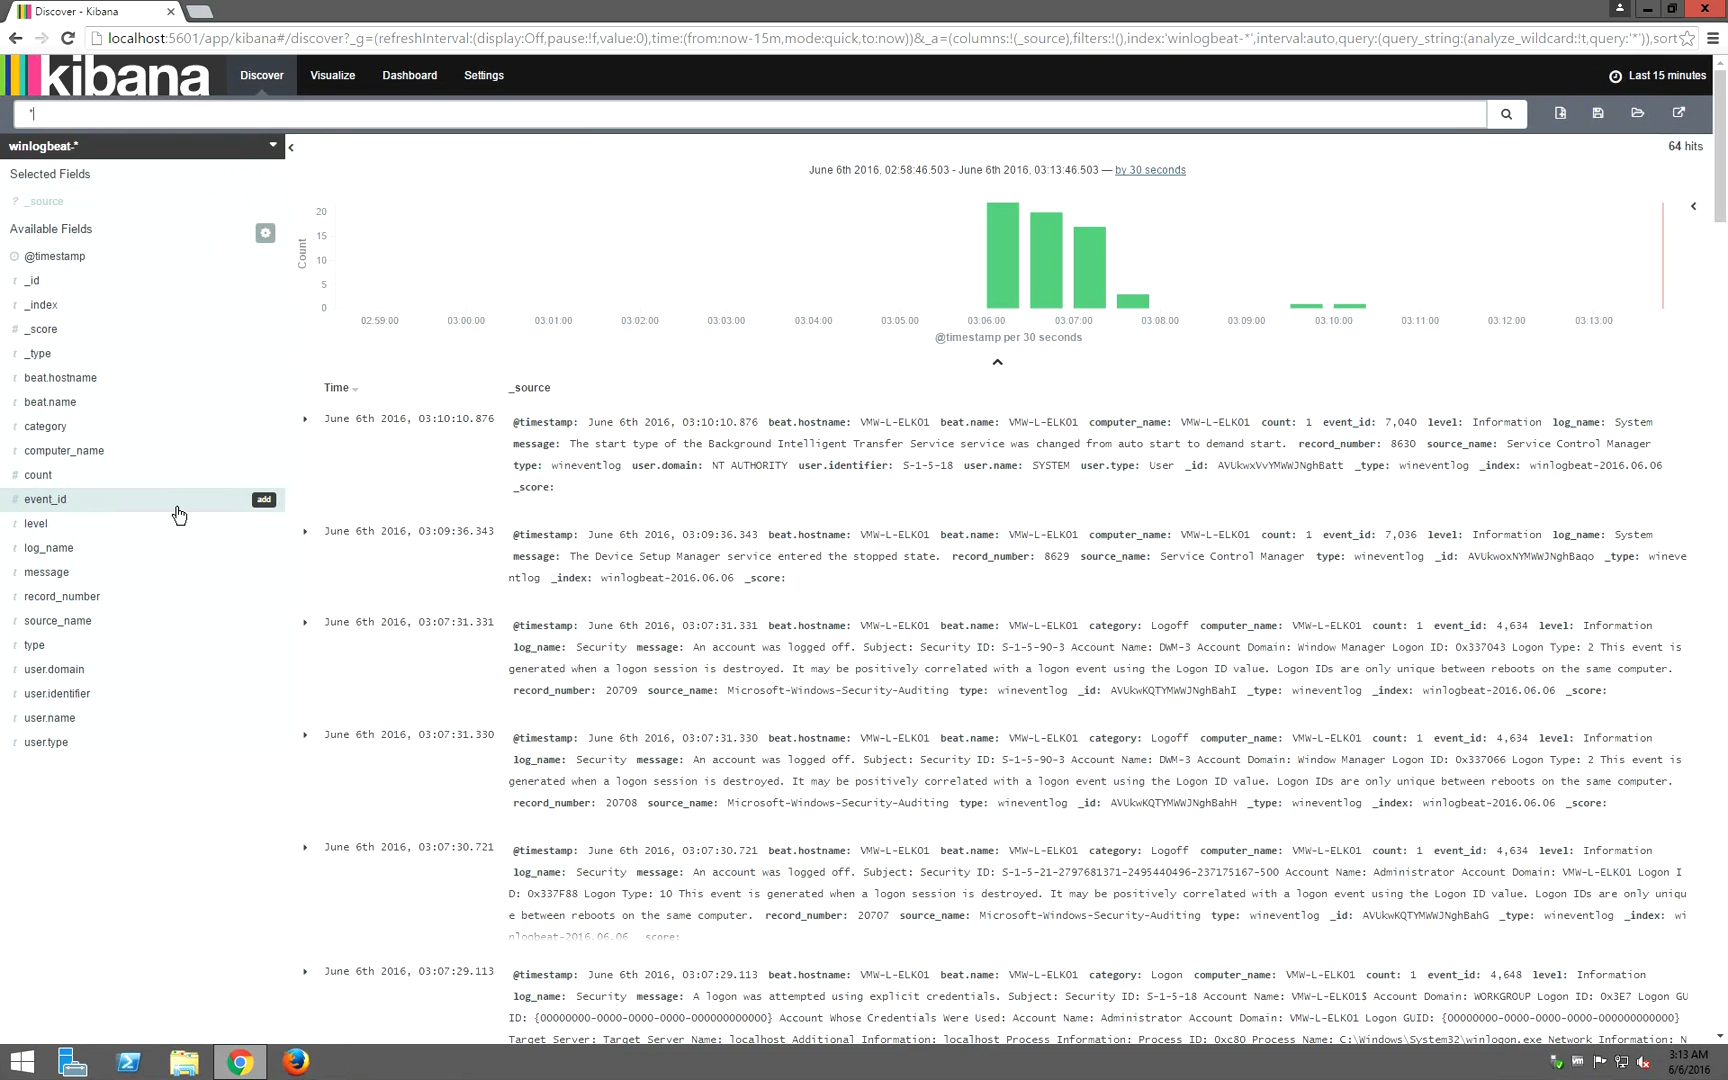 Discover - Kibana
localhost:5601/app/kibana#/discover?_g=(refreshInterval:(display:Off,pause:!f,value:0),time:(from:now-15m,mode:quick,to:now))&_a=(columns:!(_source),filters:!(),index:'winlogbeat-*',interval:auto,query:(query_string:(analyze_wildcard:!t,query:'*')),sort
kibana Discover Visualize Dashboard Settings Last 15 minutes
*
winlogbeat-* 64 hits
Selected Fields
? _source
Available Fields
@timestamp
t _id
t _index
# _score
t _type
t beat.hostname
t beat.name
t category
t computer_name
# count
# event_id add
t level
t log_name
t message
t record_number
t source_name
t type
t user.domain
t user.identifier
t user.name
t user.type
June 6th 2016, 02:58:46.503 - June 6th 2016, 03:13:46.503 — by 30 seconds
Count
20
15
10
5
0
02:59:00 03:00:00 03:01:00 03:02:00 03:03:00 03:04:00 03:05:00 03:06:00 03:07:00 03:08:00 03:09:00 03:10:00 03:11:00 03:12:00 03:13:00
@timestamp per 30 seconds
Time _source
June 6th 2016, 03:10:10.876 @timestamp: June 6th 2016, 03:10:10.876 beat.hostname: VMW-L-ELK01 beat.name: VMW-L-ELK01 computer_name: VMW-L-ELK01 count: 1 event_id: 7,040 level: Information log_name: System
message: The start type of the Background Intelligent Transfer Service service was changed from auto start to demand start. record_number: 8630 source_name: Service Control Manager
type: wineventlog user.domain: NT AUTHORITY user.identifier: S-1-5-18 user.name: SYSTEM user.type: User _id: AVUkwxVvYMWWJNghBatt _type: wineventlog _index: winlogbeat-2016.06.06
_score:
June 6th 2016, 03:09:36.343 @timestamp: June 6th 2016, 03:09:36.343 beat.hostname: VMW-L-ELK01 beat.name: VMW-L-ELK01 computer_name: VMW-L-ELK01 count: 1 event_id: 7,036 level: Information log_name: System
message: The Device Setup Manager service entered the stopped state. record_number: 8629 source_name: Service Control Manager type: wineventlog _id: AVUkwoxNYMWWJNghBaqo _type: wineve
ntlog _index: winlogbeat-2016.06.06 _score:
June 6th 2016, 03:07:31.331 @timestamp: June 6th 2016, 03:07:31.331 beat.hostname: VMW-L-ELK01 beat.name: VMW-L-ELK01 category: Logoff computer_name: VMW-L-ELK01 count: 1 event_id: 4,634 level: Information
log_name: Security message: An account was logged off. Subject: Security ID: S-1-5-90-3 Account Name: DWM-3 Account Domain: Window Manager Logon ID: 0x337043 Logon Type: 2 This event is
generated when a logon session is destroyed. It may be positively correlated with a logon event using the Logon ID value. Logon IDs are only unique between reboots on the same computer.
record_number: 20709 source_name: Microsoft-Windows-Security-Auditing type: wineventlog _id: AVUkwKQTYMWWJNghBahI _type: wineventlog _index: winlogbeat-2016.06.06 _score:
June 6th 2016, 03:07:31.330 @timestamp: June 6th 2016, 03:07:31.330 beat.hostname: VMW-L-ELK01 beat.name: VMW-L-ELK01 category: Logoff computer_name: VMW-L-ELK01 count: 1 event_id: 4,634 level: Information
log_name: Security message: An account was logged off. Subject: Security ID: S-1-5-90-3 Account Name: DWM-3 Account Domain: Window Manager Logon ID: 0x337066 Logon Type: 2 This event is
generated when a logon session is destroyed. It may be positively correlated with a logon event using the Logon ID value. Logon IDs are only unique between reboots on the same computer.
record_number: 20708 source_name: Microsoft-Windows-Security-Auditing type: wineventlog _id: AVUkwKQTYMWWJNghBahH _type: wineventlog _index: winlogbeat-2016.06.06 _score:
June 6th 2016, 03:07:30.721 @timestamp: June 6th 2016, 03:07:30.721 beat.hostname: VMW-L-ELK01 beat.name: VMW-L-ELK01 category: Logoff computer_name: VMW-L-ELK01 count: 1 event_id: 4,634 level: Information
log_name: Security message: An account was logged off. Subject: Security ID: S-1-5-21-2797681371-2495440496-237175167-500 Account Name: Administrator Account Domain: VMW-L-ELK01 Logon I
D: 0x337F88 Logon Type: 10 This event is generated when a logon session is destroyed. It may be positively correlated with a logon event using the Logon ID value. Logon IDs are only uniqu
e between reboots on the same computer. record_number: 20707 source_name: Microsoft-Windows-Security-Auditing type: wineventlog _id: AVUkwKQTYMWWJNghBahG _type: wineventlog _index: wi
nlogbeat-2016.06.06 _score:
June 6th 2016, 03:07:29.113 @timestamp: June 6th 2016, 03:07:29.113 beat.hostname: VMW-L-ELK01 beat.name: VMW-L-ELK01 category: Logon computer_name: VMW-L-ELK01 count: 1 event_id: 4,648 level: Information
log_name: Security message: A logon was attempted using explicit credentials. Subject: Security ID: S-1-5-18 Account Name: VMW-L-ELK01$ Account Domain: WORKGROUP Logon ID: 0x3E7 Logon GU
ID: {00000000-0000-0000-0000-000000000000} Account Whose Credentials Were Used: Account Name: Administrator Account Domain: VMW-L-ELK01 Logon GUID: {00000000-0000-0000-0000-000000000000}
Target Server: Target Server Name: localhost Additional Information: localhost Process Information: Process ID: 0xc80 Process Name: C:\Windows\System32\winlogon.exe Network Information: N
3:13 AM
6/6/2016